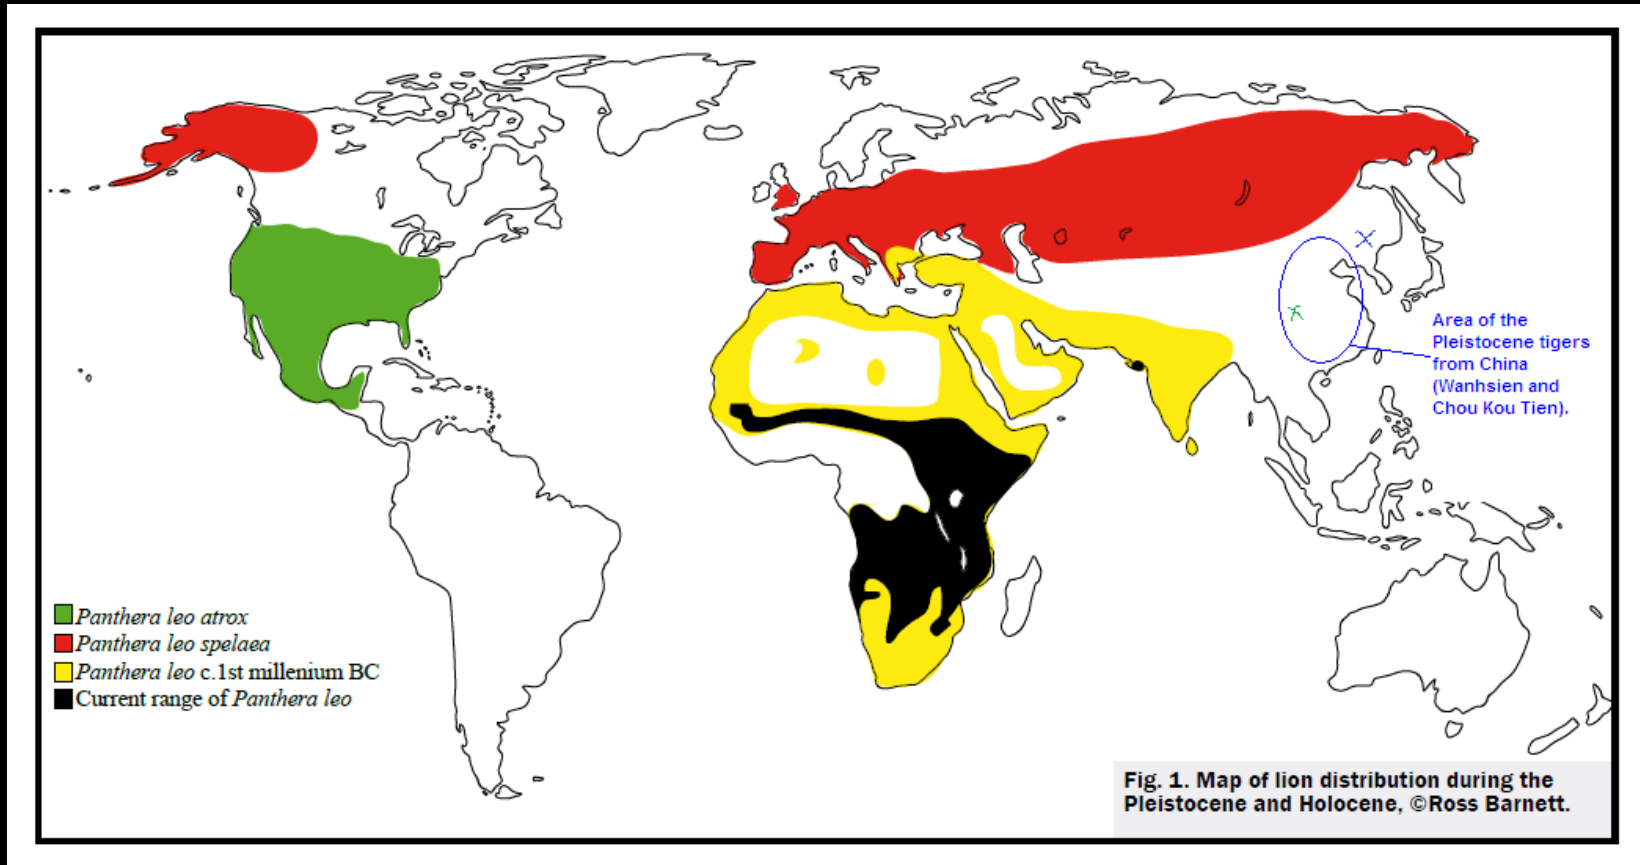 Area of the
Pleistocene tigers
from China
(Wanhsien and
Chou Kou Tien).
Panthera leo atrox
Panthera leo spelaea
Panthera leo c.1st millenium BC
Current range of Panthera leo
Fig. 1. Map of lion distribution during the
Pleistocene and Holocene, ©Ross Barnett.